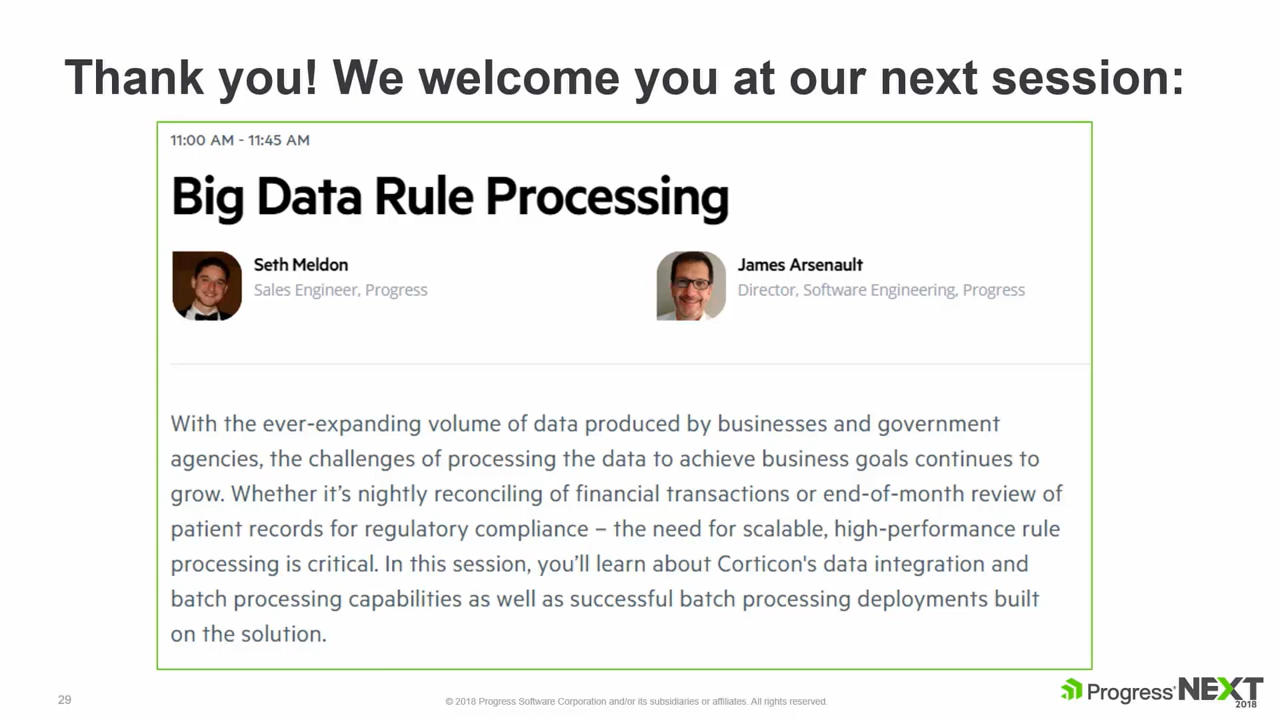 Thank you! We welcome you at our next session:
11:00 AM - 11:45 AM
Big Data Rule Processing
Seth Meldon
Sales Engineer, Progress
James Arsenault
Director, Software Engineering, Progress
With the ever-expanding volume of data produced by businesses and government
agencies, the challenges of processing the data to achieve business goals continues to
grow. Whether it’s nightly reconciling of financial transactions or end-of-month review of
patient records for regulatory compliance – the need for scalable, high-performance rule
processing is critical. In this session, you’ll learn about Corticon's data integration and
batch processing capabilities as well as successful batch processing deployments built
on the solution.
29
© 2018 Progress Software Corporation and/or its subsidiaries or affiliates. All rights reserved.
Progress NEXT
2018